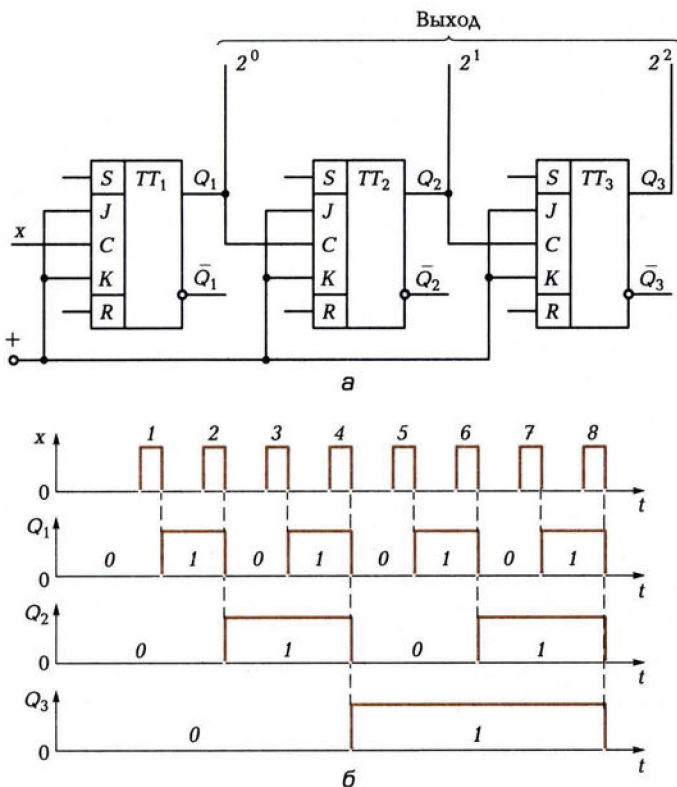 Выход
2⁰ 2¹ 2²
S TT₁ Q₁ S TT₂ Q₂ S TT₃ Q₃
J J J
x C C C
K Q̄₁ K Q̄₂ K Q̄₃
R R R
+
а
x 1 2 3 4 5 6 7 8
0 t
Q₁
0 1 0 1 0 1 0 1
0 t
Q₂
0 1 0 1
0 t
Q₃
0 1
0 t
б